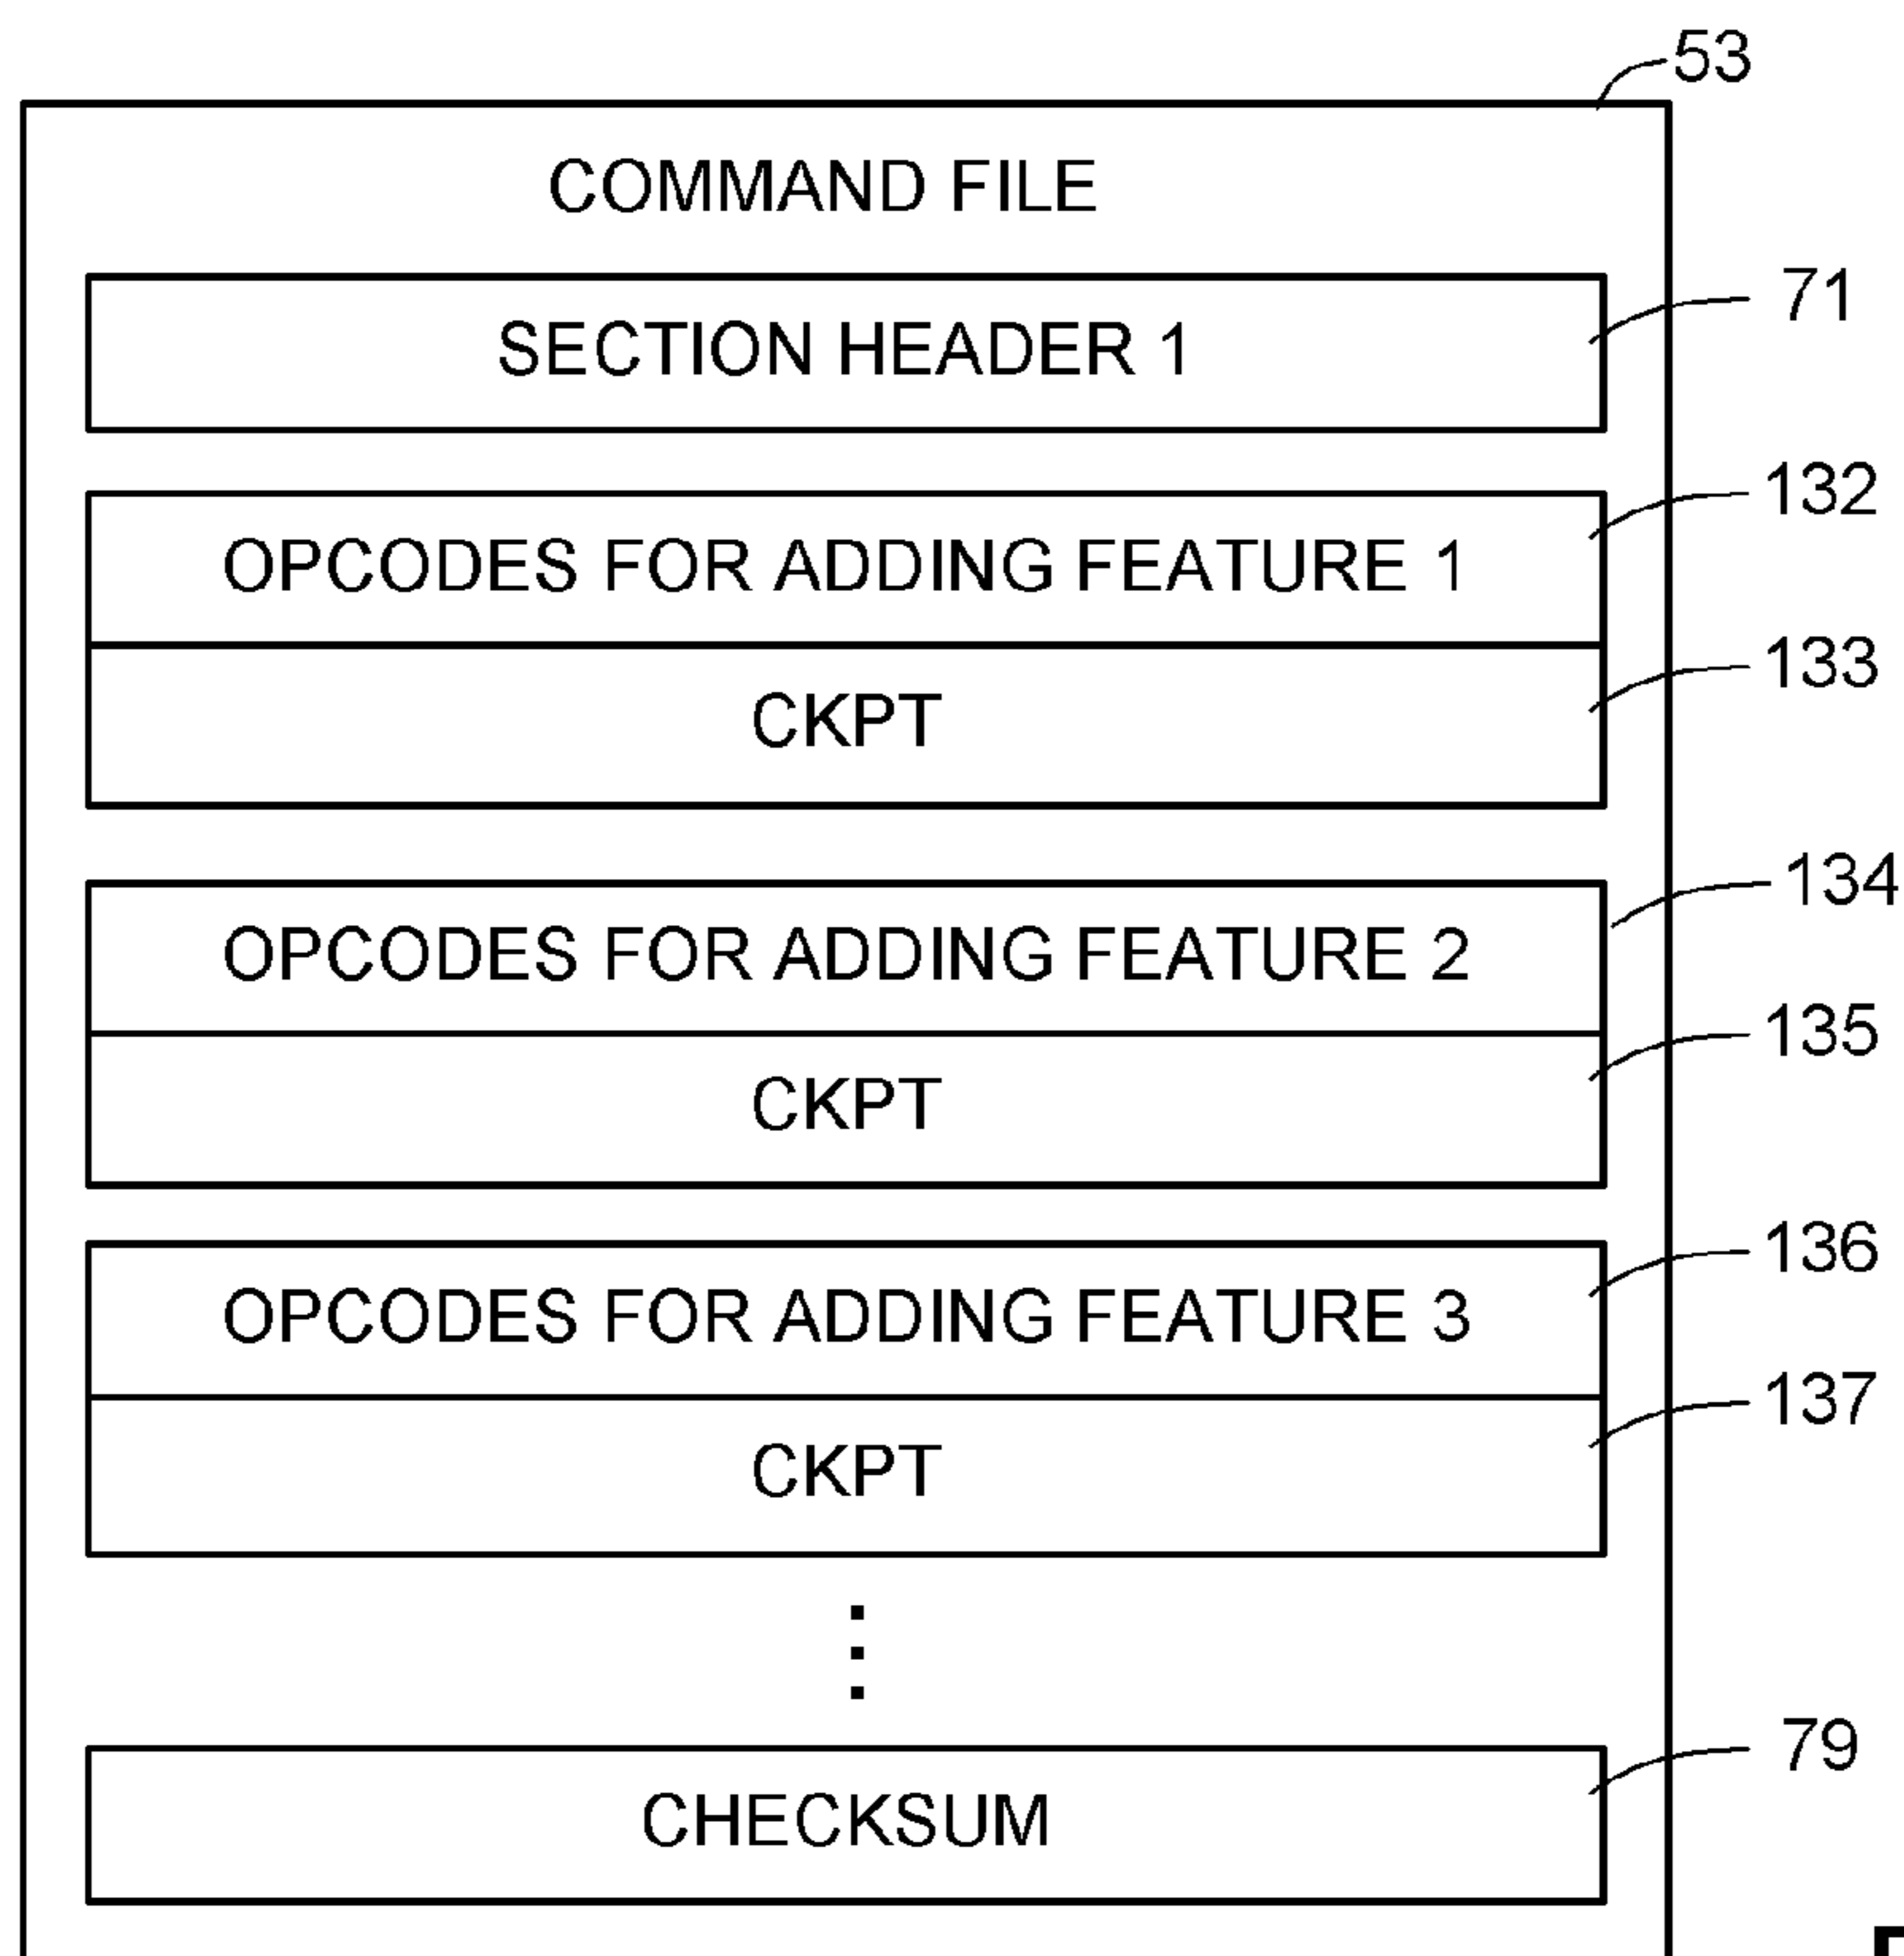 53
COMMAND FILE
SECTION HEADER 1
71
OPCODES FOR ADDING FEATURE 1
132
CKPT
133
OPCODES FOR ADDING FEATURE 2
134
CKPT
135
OPCODES FOR ADDING FEATURE 3
136
CKPT
137
CHECKSUM
79